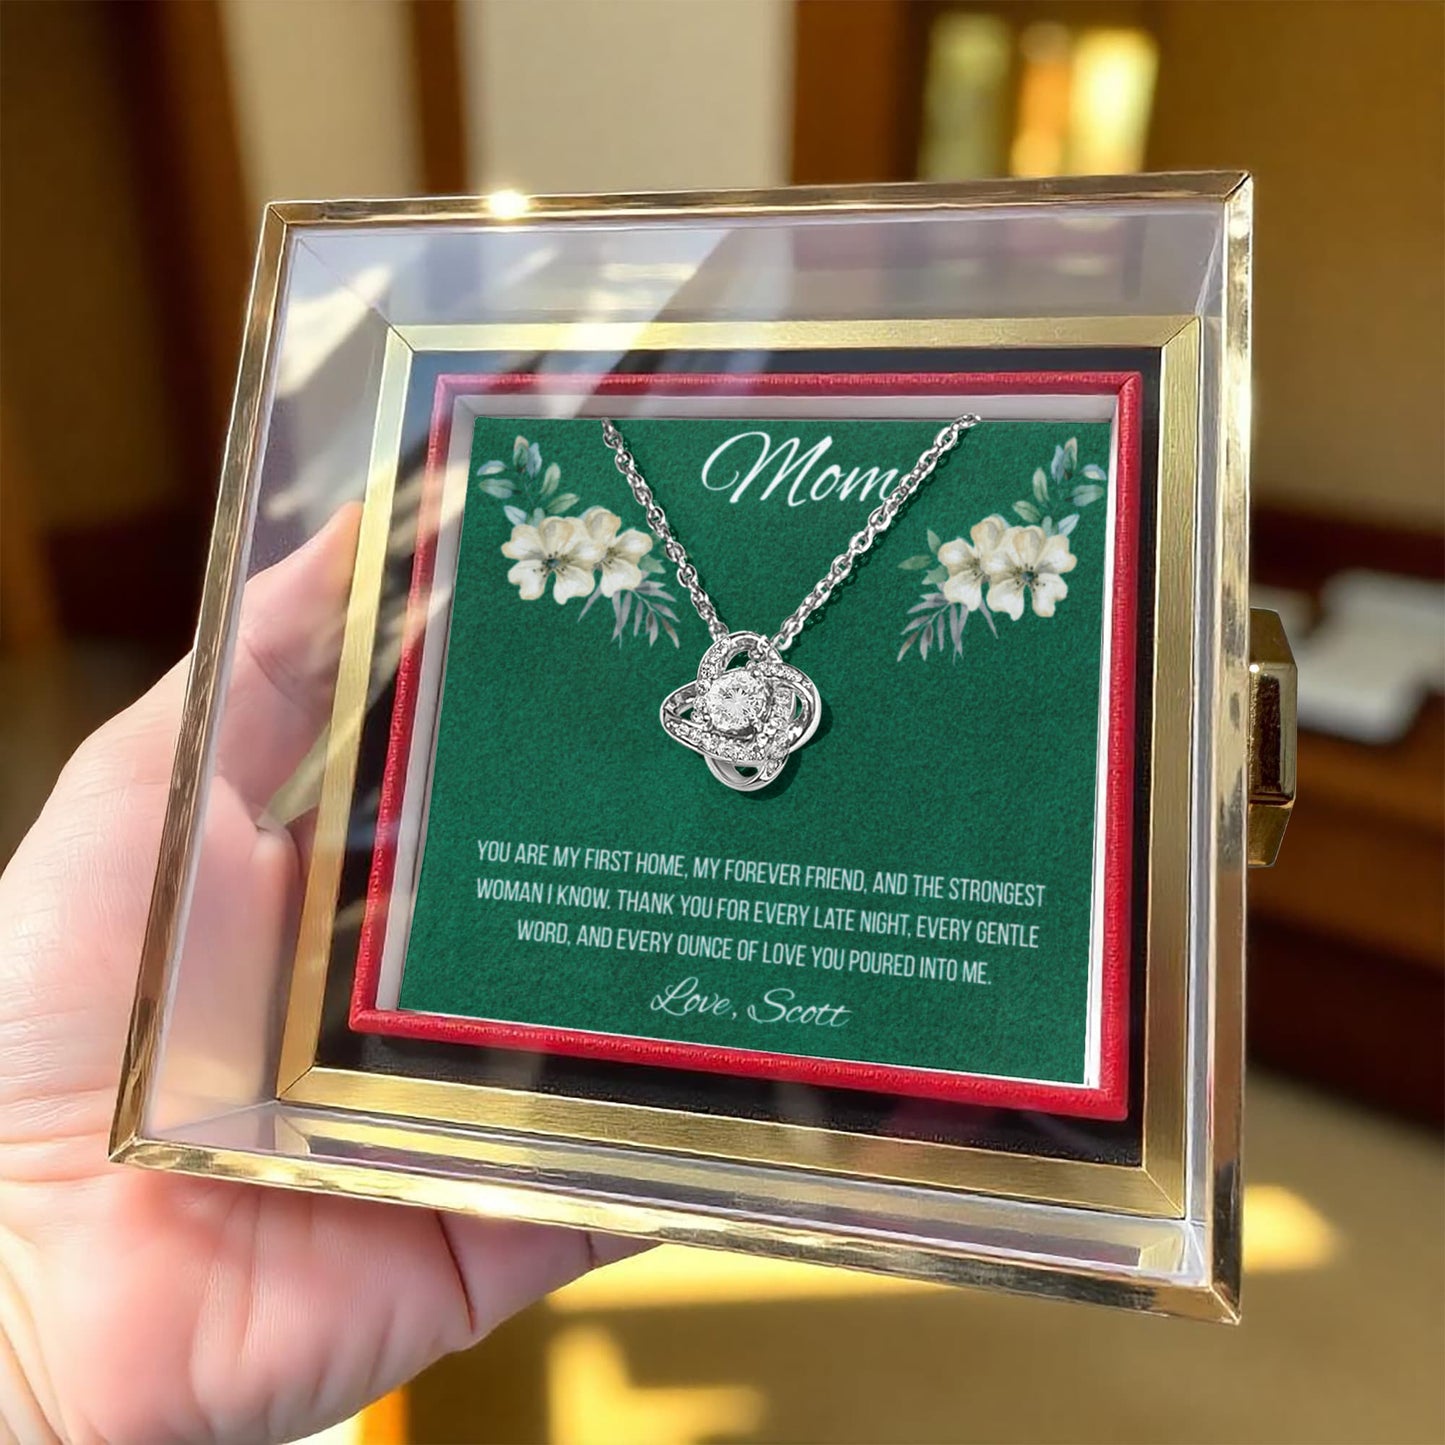 Mom
YOU ARE MY FIRST HOME, MY FOREVER FRIEND, AND THE STRONGEST
WOMAN I KNOW. THANK YOU FOR EVERY LATE NIGHT, EVERY GENTLE
WORD, AND EVERY OUNCE OF LOVE YOU POURED INTO ME.
Love, Scott